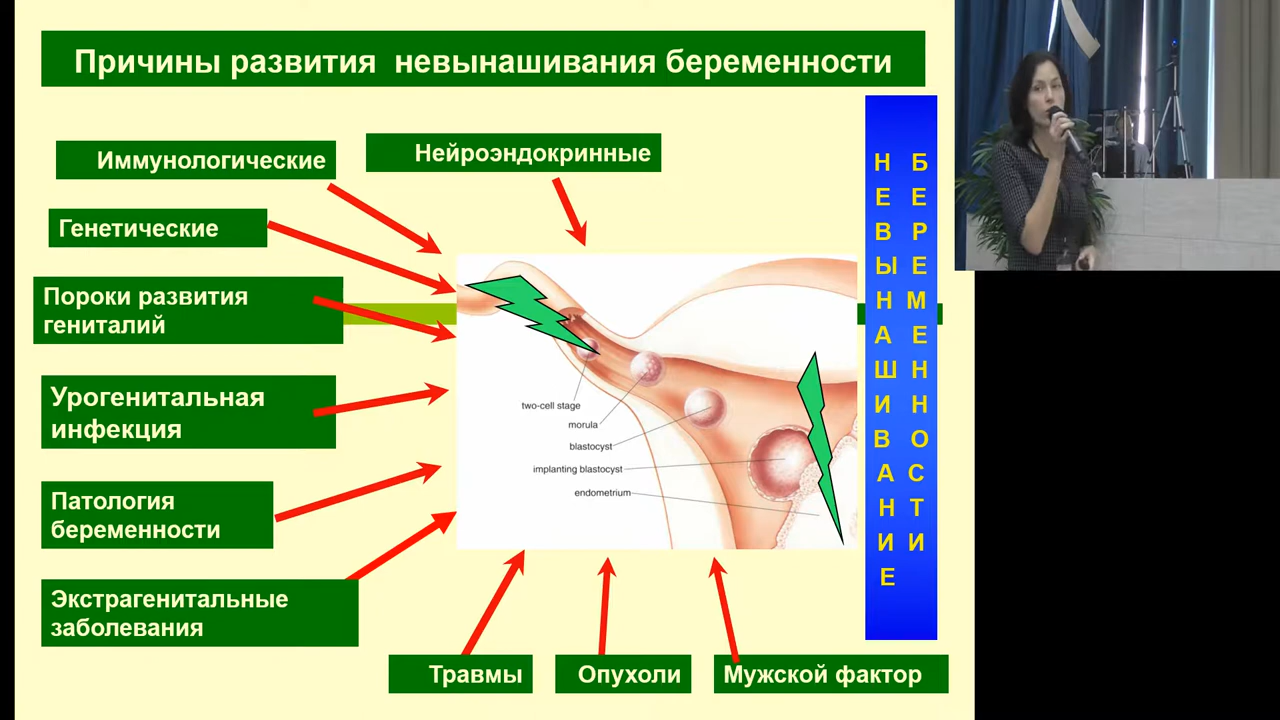 Причины развития невынашивания беременности
Иммунологические
Нейроэндокринные
Генетические
Пороки развития
гениталий
Урогенитальная
инфекция
Патология
беременности
Экстрагенитальные
заболевания
Травмы
Опухоли
Мужской фактор
two-cell stage
morula
blastocyst
implanting blastocyst
endometrium
НЕВЫНАШИВАНИЕ
БЕРЕМЕННОСТИ